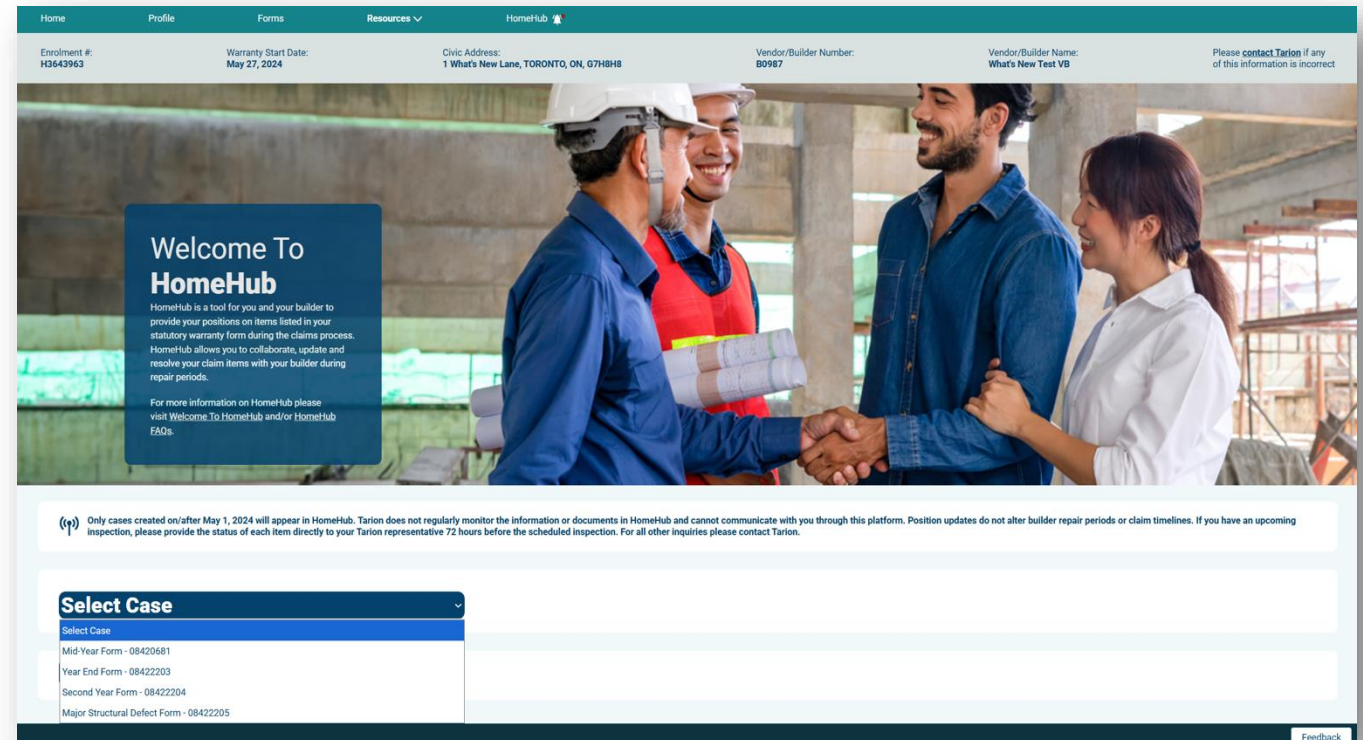 Home Profile Forms Resources HomeHub
Enrolment #:
H3643963
Warranty Start Date:
May 27, 2024
Civic Address:
1 What's New Lane, TORONTO, ON, G7H8H8
Vendor/Builder Number:
B0987
Vendor/Builder Name:
What's New Test VB
Please contact Tarion if any
of this information is incorrect
Welcome To
HomeHub
HomeHub is a tool for you and your builder to
provide your positions on items listed in your
statutory warranty form during the claims process.
HomeHub allows you to collaborate, update and
resolve your claim items with your builder during
repair periods.
For more information on HomeHub please
visit Welcome To HomeHub and/or HomeHub
FAQs.
Only cases created on/after May 1, 2024 will appear in HomeHub. Tarion does not regularly monitor the information or documents in HomeHub and cannot communicate with you through this platform. Position updates do not alter builder repair periods or claim timelines. If you have an upcoming
inspection, please provide the status of each item directly to your Tarion representative 72 hours before the scheduled inspection. For all other inquiries please contact Tarion.
Select Case
Select Case
Mid-Year Form - 08420681
Year End Form - 08422203
Second Year Form - 08422204
Major Structural Defect Form - 08422205
Feedback